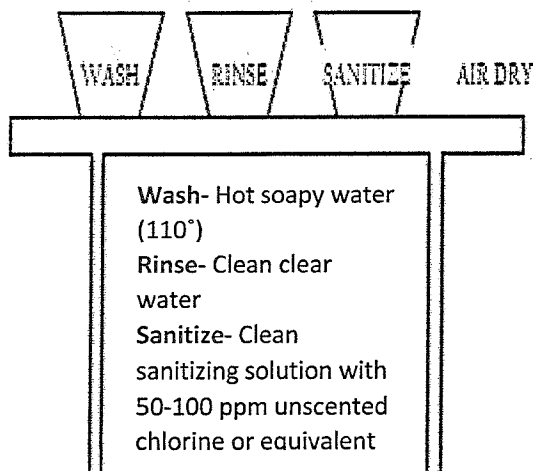 WASH RINSE SANITIZE AIR DRY
Wash- Hot soapy water
(110˚)
Rinse- Clean clear
water
Sanitize- Clean
sanitizing solution with
50-100 ppm unscented
chlorine or equivalent